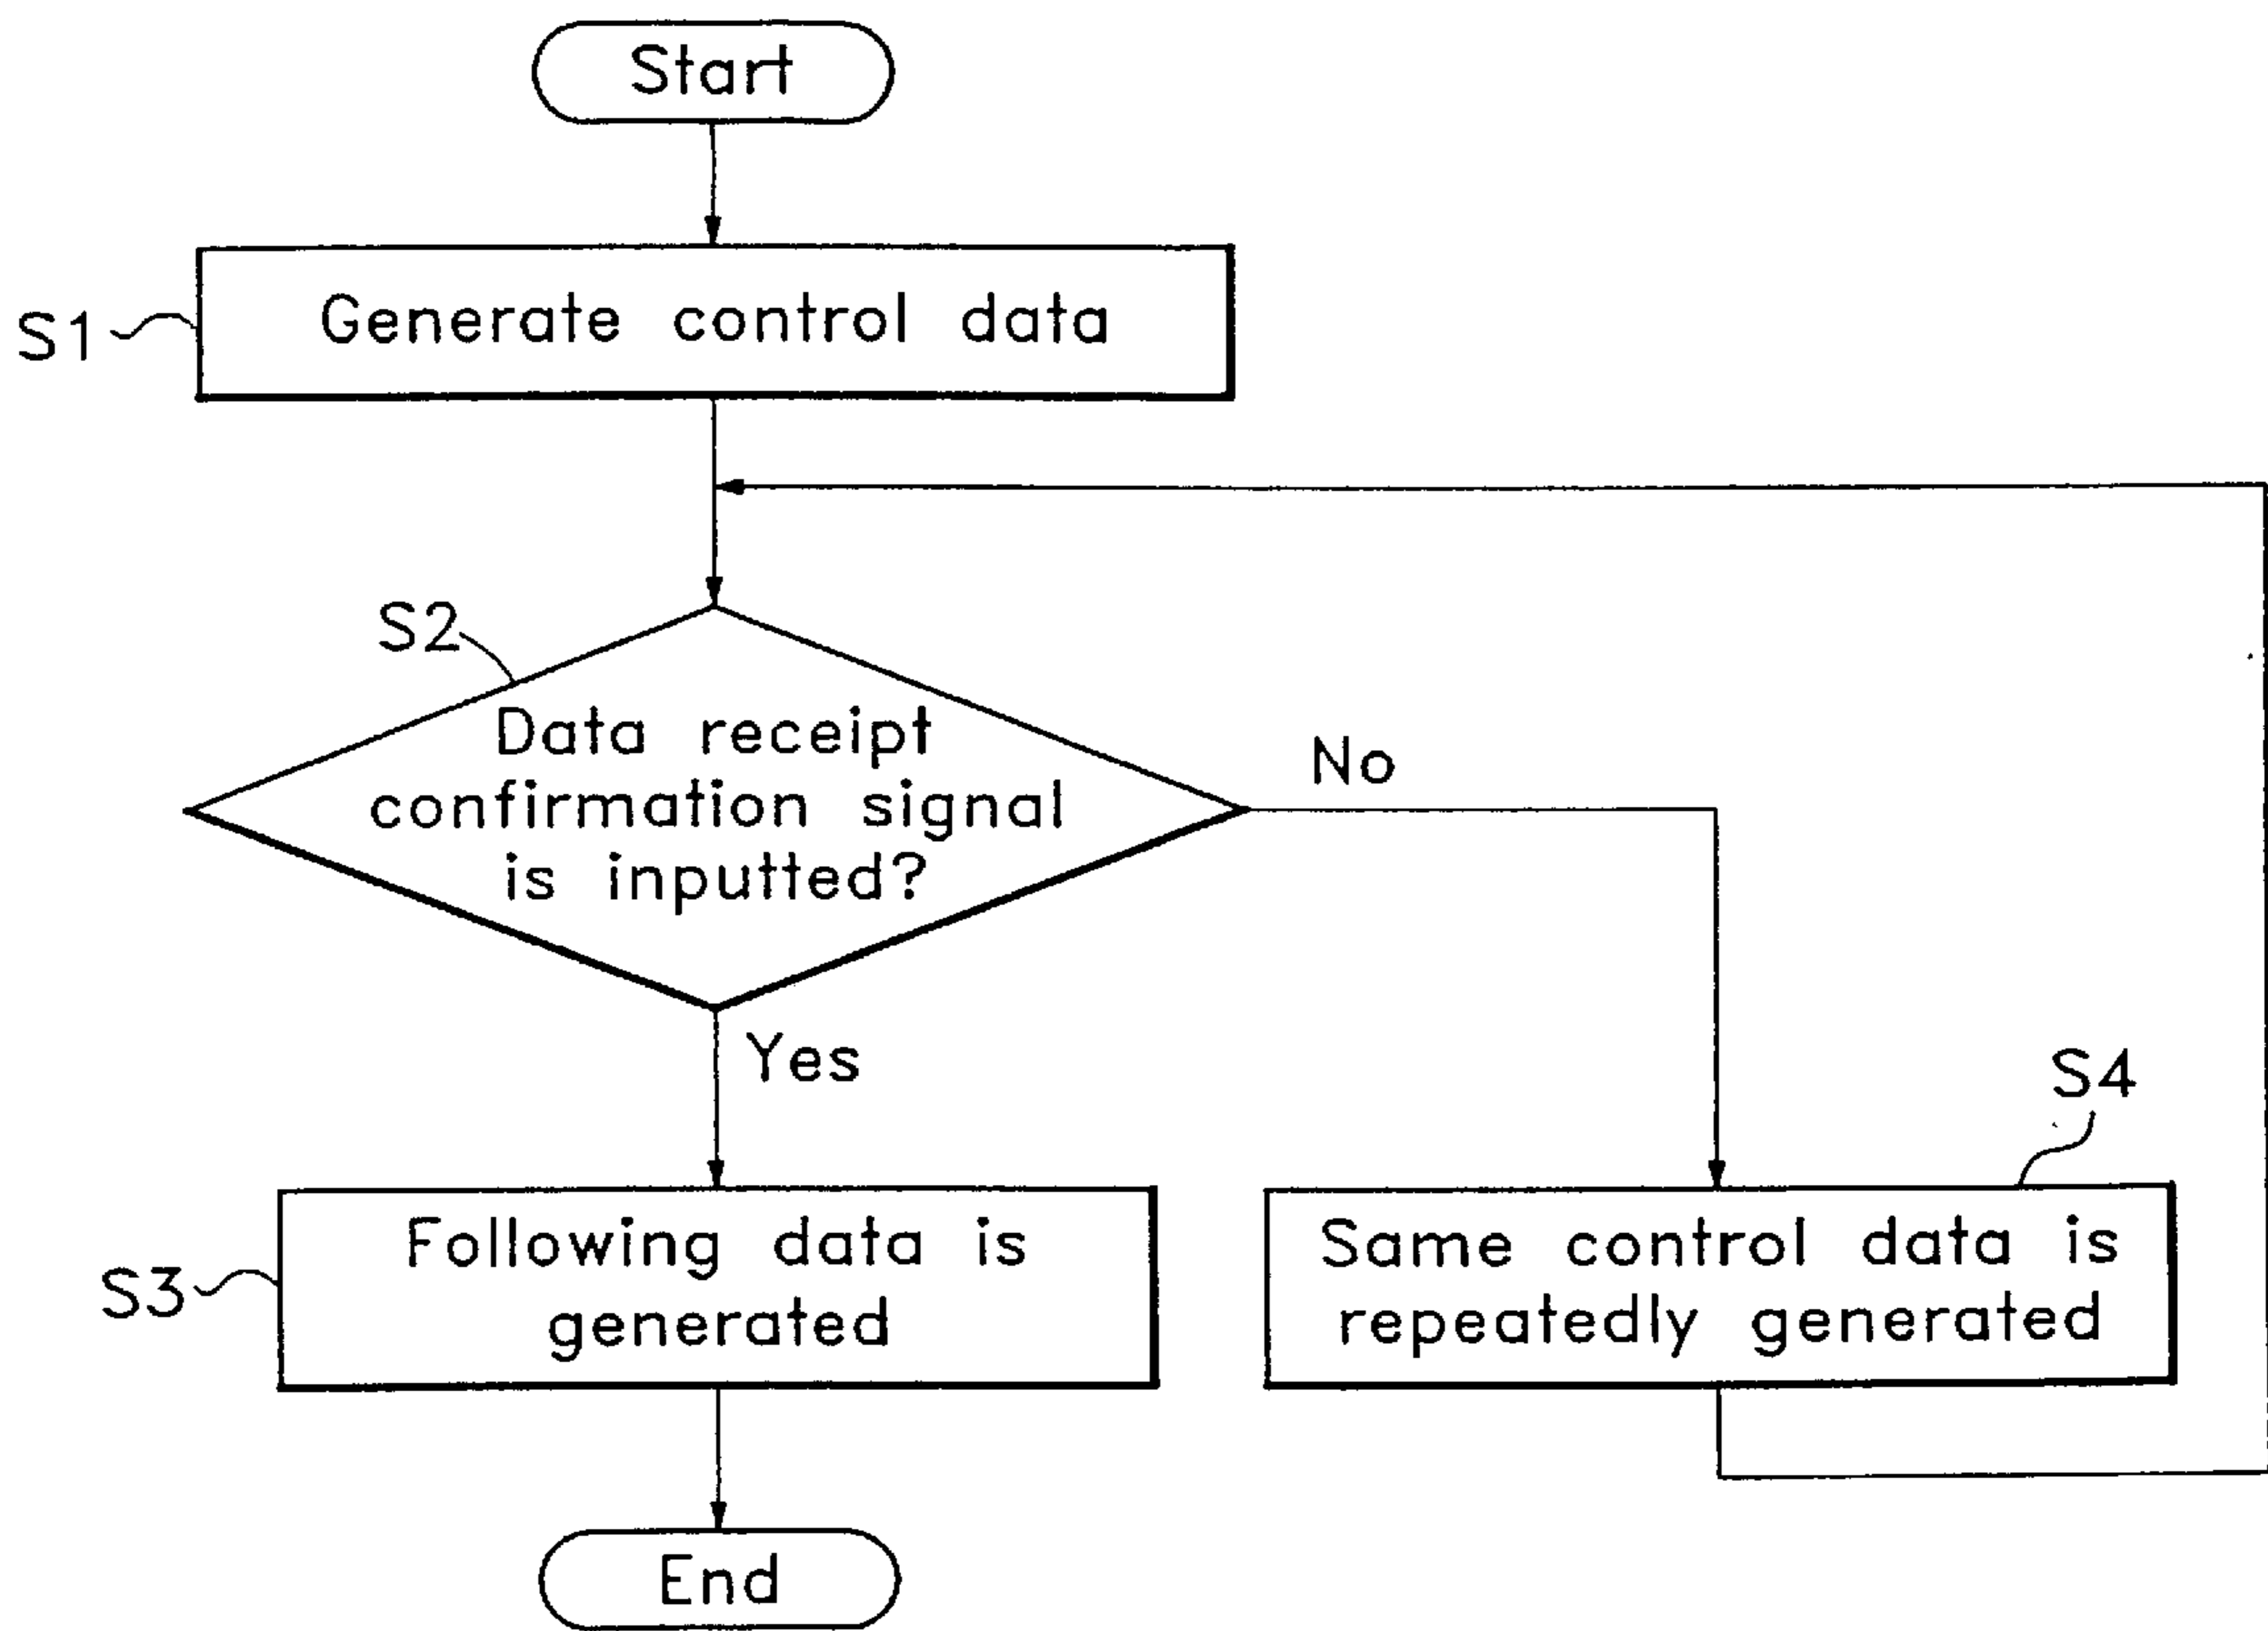 Start
S1
Generate control data
S2
Data receipt
confirmation signal
is inputted?
No
Yes
S3
Following data is
generated
S4
Same control data is
repeatedly generated
End